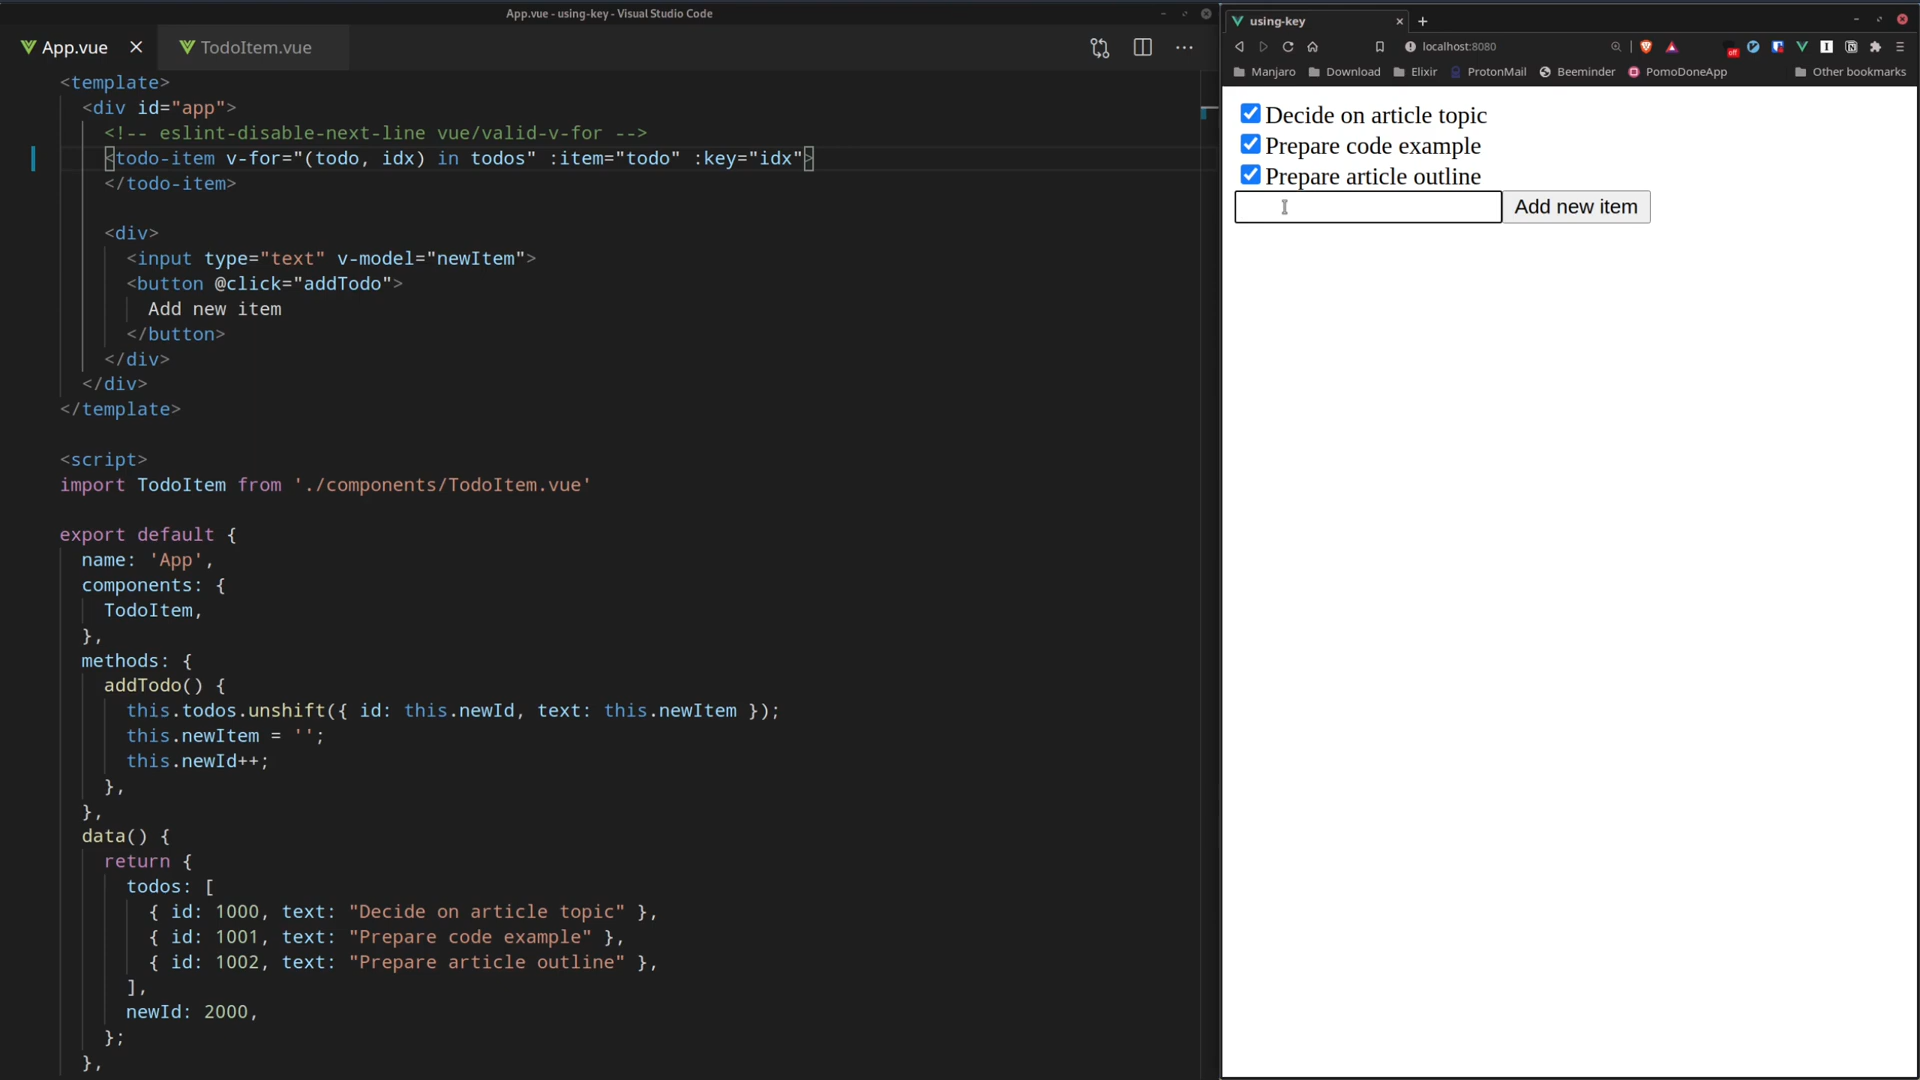 App.vue - using-key - Visual Studio Code
App.vue
TodoItem.vue
<template>
<div id="app">
<!-- eslint-disable-next-line vue/valid-v-for -->
<todo-item v-for="(todo, idx) in todos" :item="todo" :key="idx">
</todo-item>
<div>
<input type="text" v-model="newItem">
<button @click="addTodo">
Add new item
</button>
</div>
</div>
</template>
<script>
import TodoItem from './components/TodoItem.vue'
export default {
name: 'App',
components: {
TodoItem,
},
methods: {
addTodo() {
this.todos.unshift({ id: this.newId, text: this.newItem });
this.newItem = '';
this.newId++;
},
},
data() {
return {
todos: [
{ id: 1000, text: "Decide on article topic" },
{ id: 1001, text: "Prepare code example" },
{ id: 1002, text: "Prepare article outline" },
],
newId: 2000,
};
},
using-key
localhost:8080
off
Manjaro Download Elixir ProtonMail Beeminder PomoDoneApp Other bookmarks
Decide on article topic
Prepare code example
Prepare article outline
Add new item